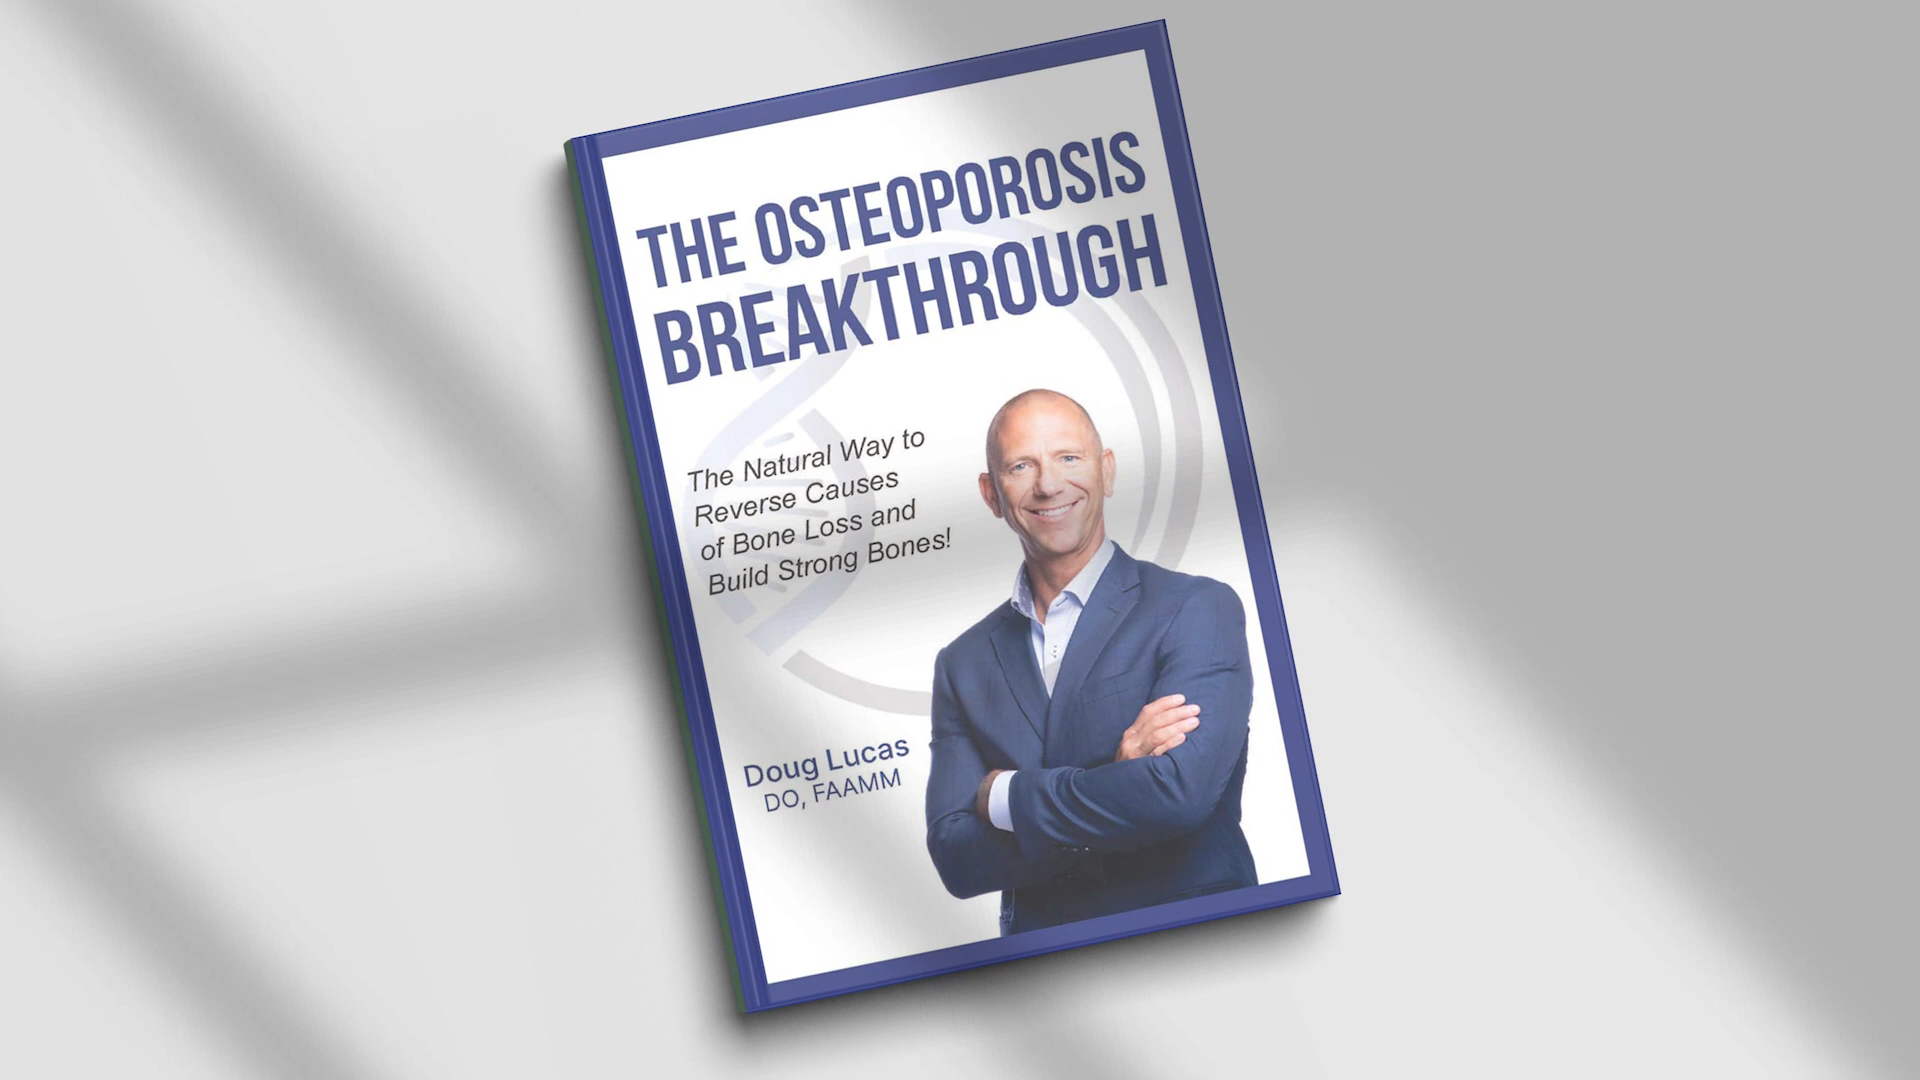 THE OSTEOPOROSIS
BREAKTHROUGH
The Natural Way to
Reverse Causes
of Bone Loss and
Build Strong Bones!
Doug Lucas
DO, FAAMM